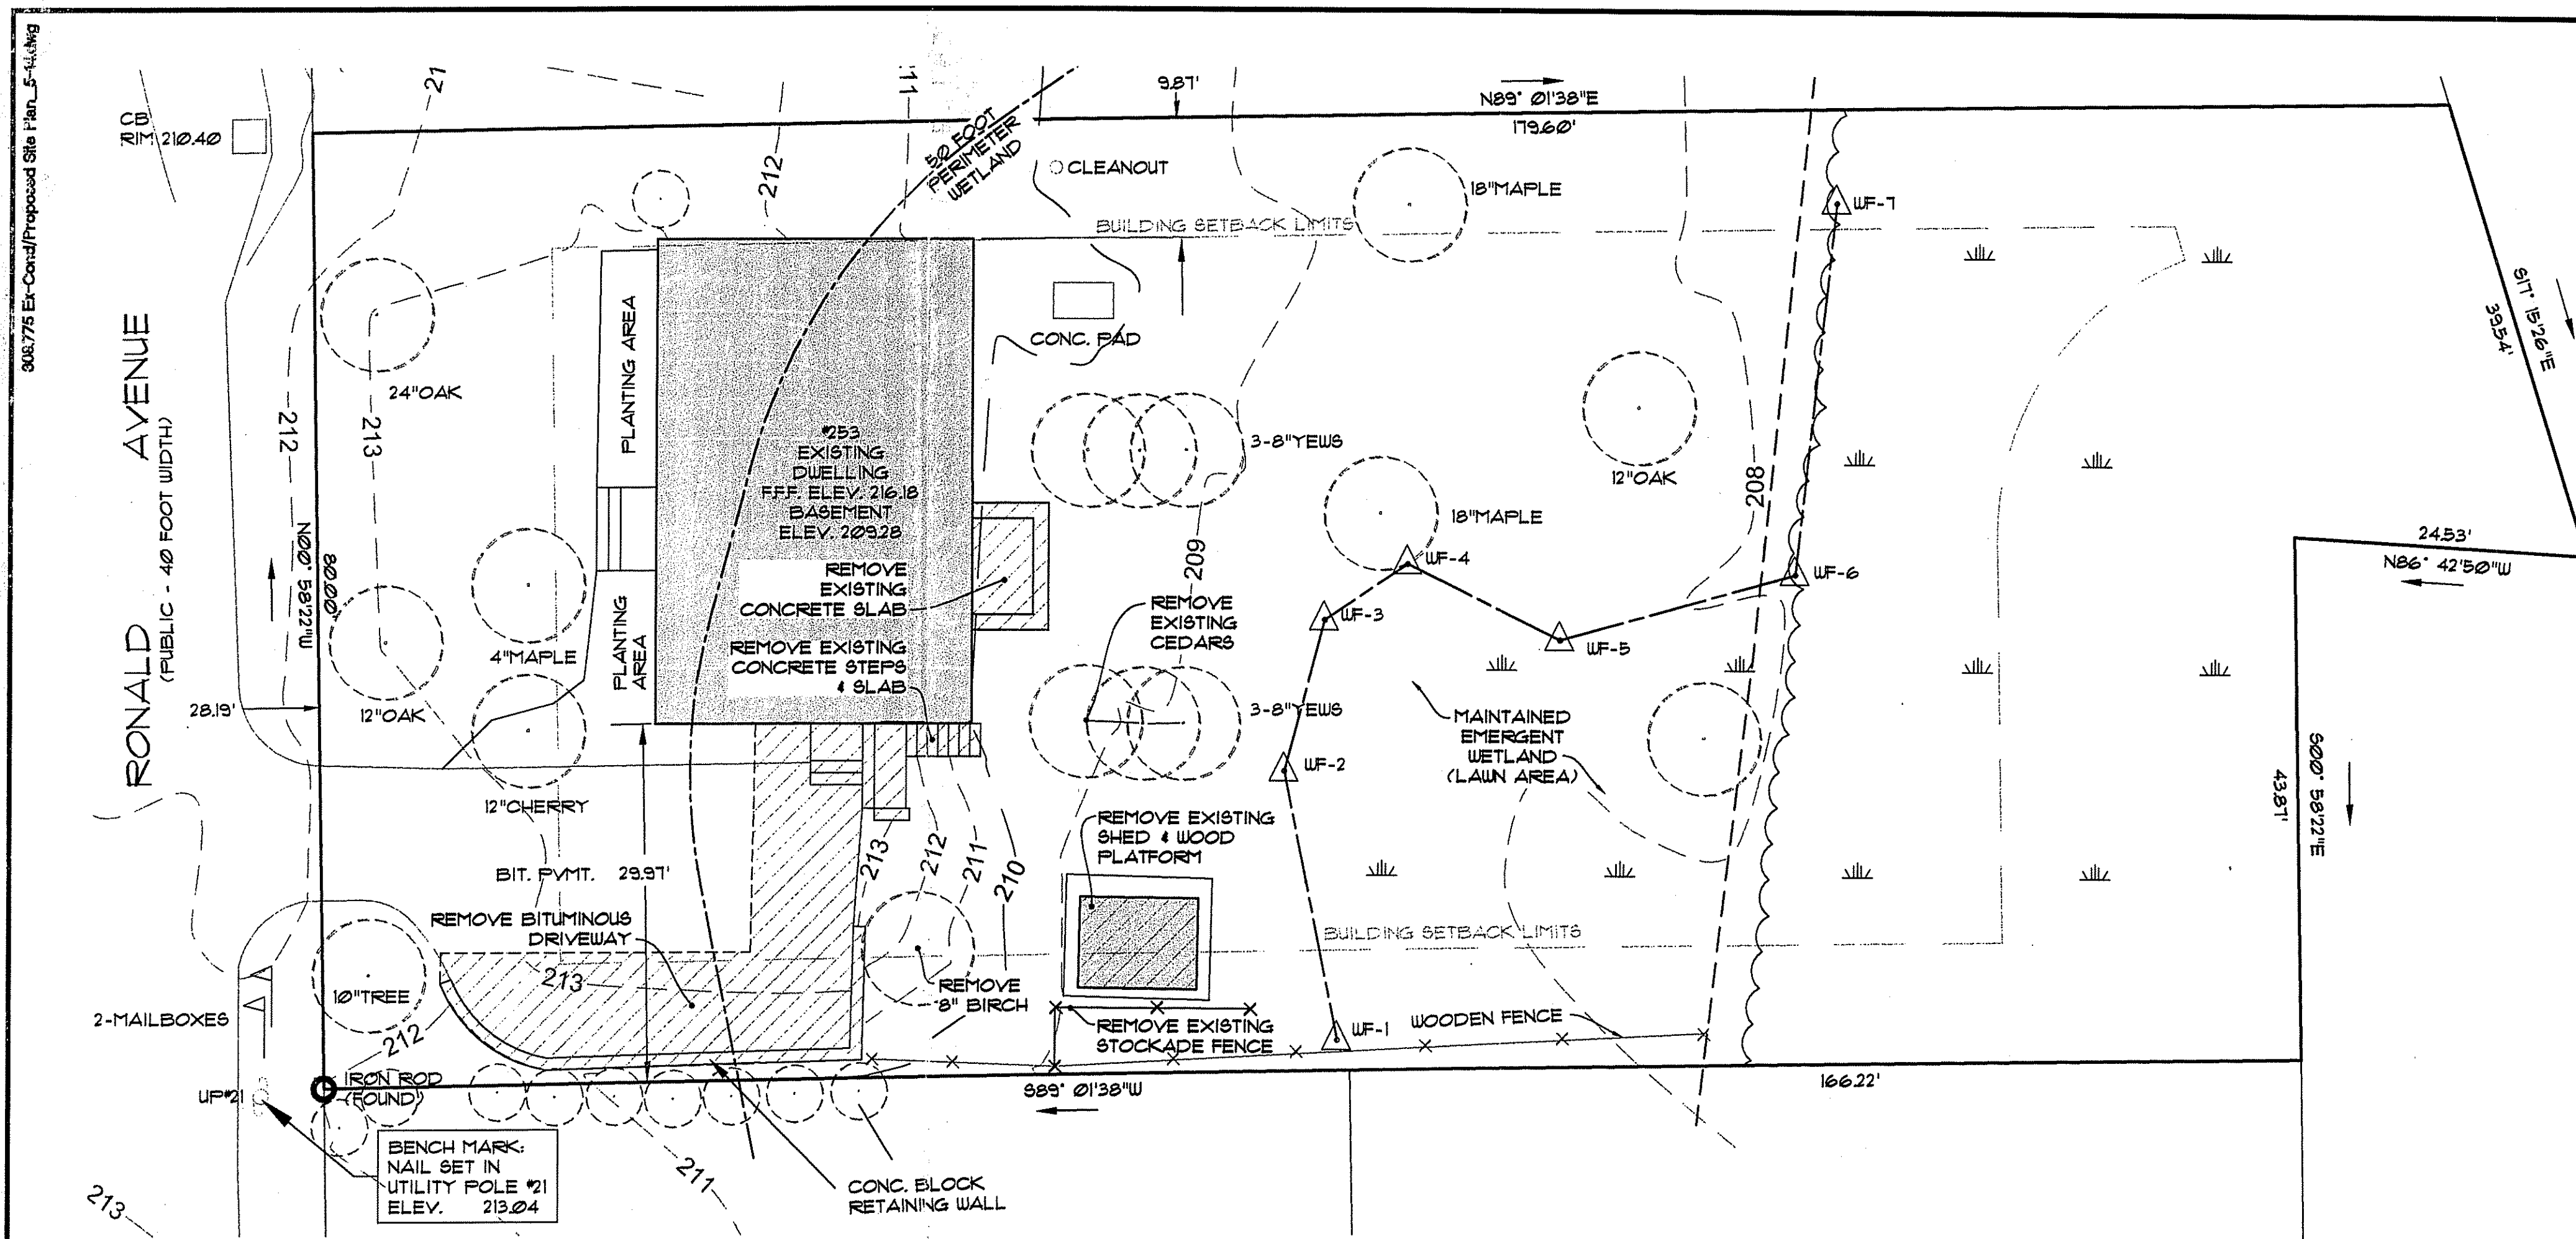 308.775 Ex-Cond/Proposed Site Plan_5-14.dwg
CB
RIM 210.40
21
11
9.87'
N89° 01'38"E
179.60'
212
50 FOOT
PERIMETER
WETLAND
CLEANOUT
18"MAPLE
WF-7
BUILDING SETBACK LIMITS
S17° 15'26"E
39.54'
RONALD AVENUE
(PUBLIC - 40 FOOT WIDTH)
PLANTING AREA
CONC. PAD
24"OAK
212
213
#253
EXISTING
DWELLING
F.F.F. ELEV. 216.18
BASEMENT
ELEV. 209.28
3-8"YEWS
12"OAK
208
18"MAPLE
N00° 58'22"W
80.00'
209
WF-4
WF-6
24.53'
N86° 42'50"W
REMOVE
EXISTING
CONCRETE SLAB
REMOVE
EXISTING
CEDARS
WF-3
WF-5
4"MAPLE
PLANTING
AREA
REMOVE EXISTING
CONCRETE STEPS
& SLAB
28.19'
12"OAK
3-8"YEWS
MAINTAINED
EMERGENT
WETLAND
(LAWN AREA)
WF-2
S00° 58'22"E
43.87'
12"CHERRY
REMOVE EXISTING
SHED & WOOD
PLATFORM
213
212
211
210
BIT. PVMT.
29.97'
REMOVE BITUMINOUS
DRIVEWAY
BUILDING SETBACK LIMITS
213
10"TREE
REMOVE
8" BIRCH
2-MAILBOXES
212
REMOVE EXISTING
STOCKADE FENCE
WF-1
WOODEN FENCE
IRON ROD
(FOUND)
UP#21
S89° 01'38"W
166.22'
BENCH MARK:
NAIL SET IN
UTILITY POLE #21
ELEV. 213.04
211
CONC. BLOCK
RETAINING WALL
213